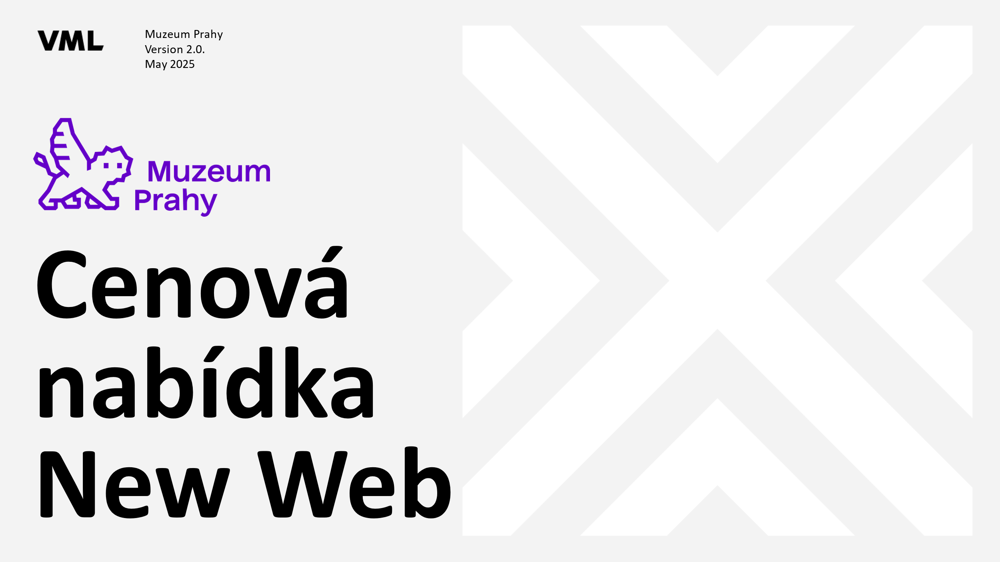 VML
Muzeum Prahy
Version 2.0.
May 2025
Muzeum
Prahy
Cenová
nabídka
New Web